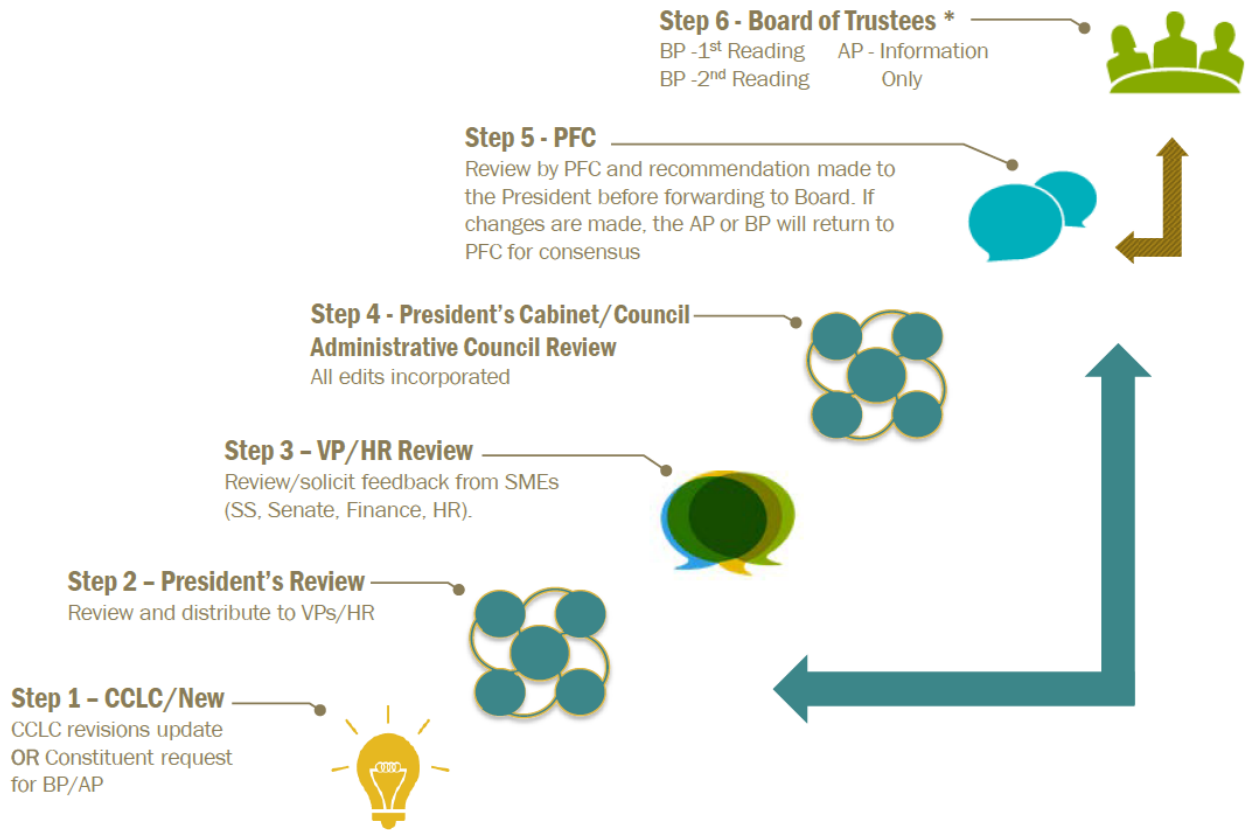 Step 6 - Board of Trustees *
BP -1st Reading AP - Information
BP -2nd Reading Only
Step 5 - PFC
Review by PFC and recommendation made to
the President before forwarding to Board. If
changes are made, the AP or BP will return to
PFC for consensus
Step 4 - President's Cabinet/Council
Administrative Council Review
All edits incorporated
Step 3 – VP/HR Review
Review/solicit feedback from SMEs
(SS, Senate, Finance, HR).
Step 2 – President's Review
Review and distribute to VPs/HR
Step 1 – CCLC/New
CCLC revisions update
OR Constituent request
for BP/AP